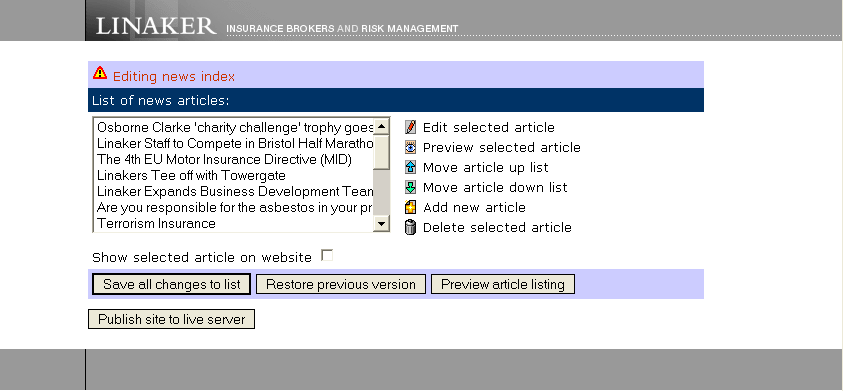 LINAKER INSURANCE BROKERS AND RISK MANAGEMENT
Editing news index
List of news articles:
Osborne Clarke 'charity challenge' trophy goes
Linaker Staff to Compete in Bristol Half Maratho
The 4th EU Motor Insurance Directive (MID)
Linakers Tee off with Towergate
Linaker Expands Business Development Team
Are you responsible for the asbestos in your pr
Terrorism Insurance
Edit selected article
Preview selected article
Move article up list
Move article down list
Add new article
Delete selected article
Show selected article on website
Save all changes to list Restore previous version Preview article listing
Publish site to live server